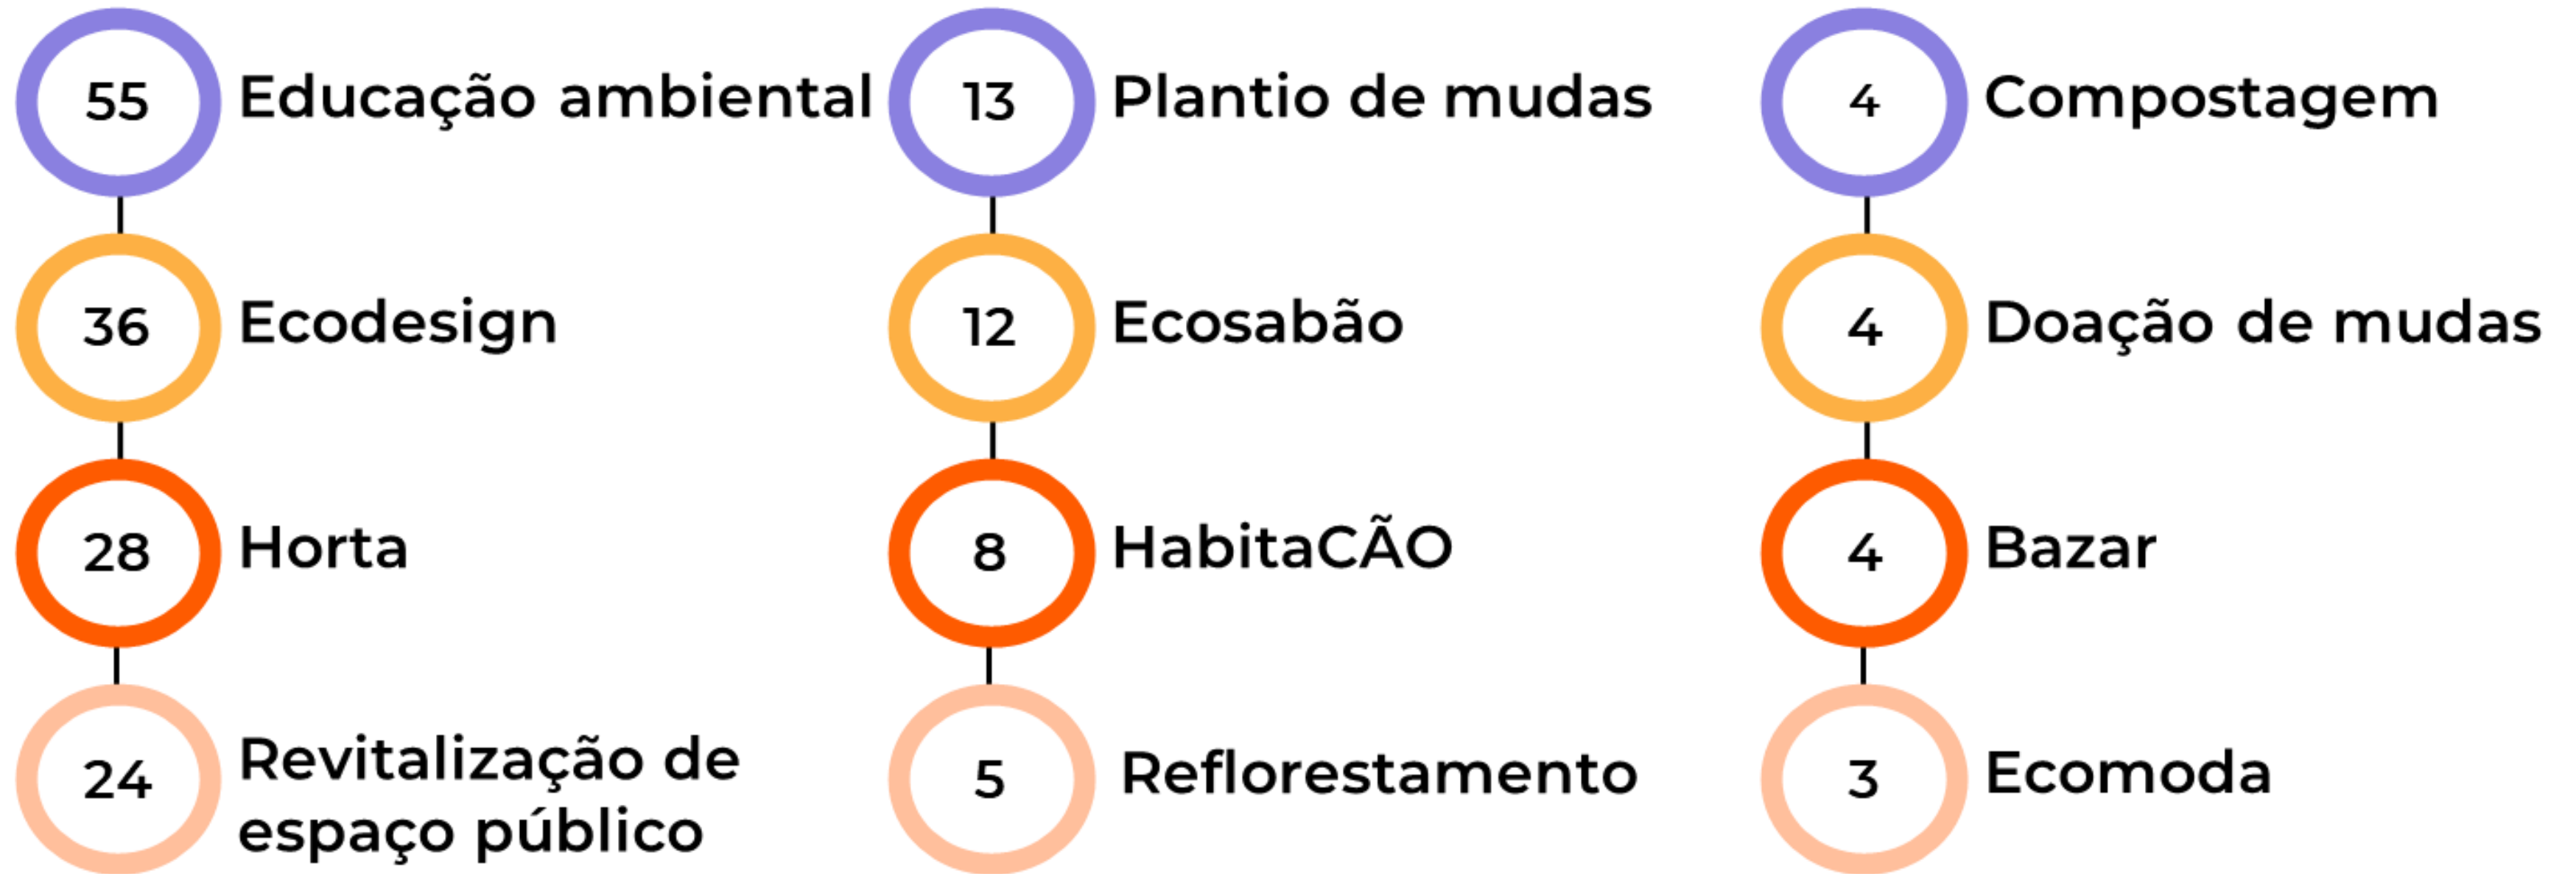 55 Educação ambiental
36 Ecodesign
28 Horta
24 Revitalização de
espaço público
13 Plantio de mudas
12 Ecosabão
8 HabitaCÃO
5 Reflorestamento
4 Compostagem
4 Doação de mudas
4 Bazar
3 Ecomoda